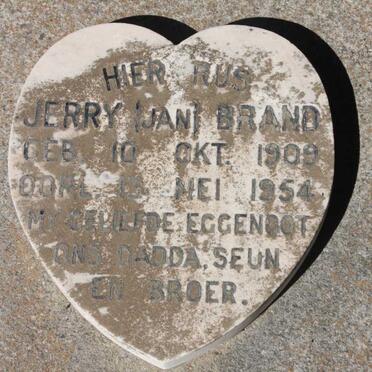 HIER RUS
JERRY [JAN] BRAND
GEB. 10 OKT. 1909
OORL. MEI 1954
MY GELIEFDE EGGENOOT
ONS DADDA, SEUN
EN BROER.